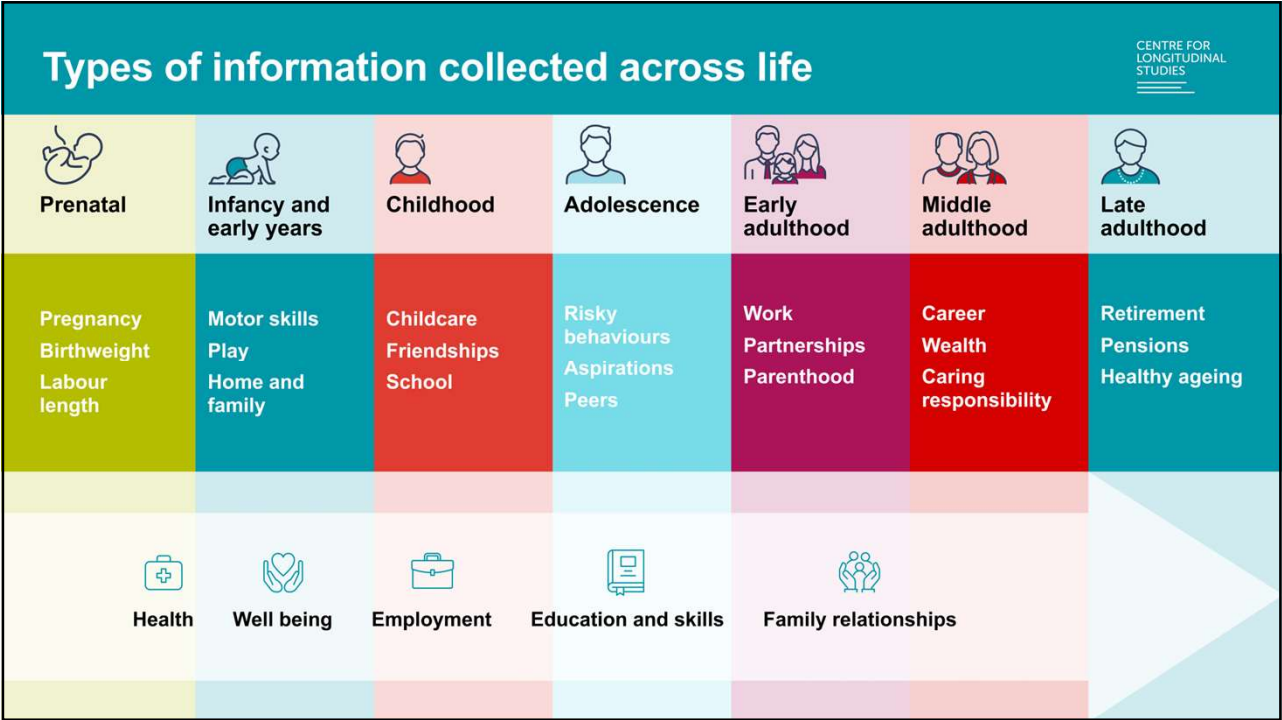 Types of information collected across life
CENTRE FOR
LONGITUDINAL
STUDIES
Prenatal
Infancy and
early years
Childhood
Adolescence
Early
adulthood
Middle
adulthood
Late
adulthood
Pregnancy
Birthweight
Labour
length
Motor skills
Play
Home and
family
Childcare
Friendships
School
Risky
behaviours
Aspirations
Peers
Work
Partnerships
Parenthood
Career
Wealth
Caring
responsibility
Retirement
Pensions
Healthy ageing
Health
Well being
Employment
Education and skills
Family relationships